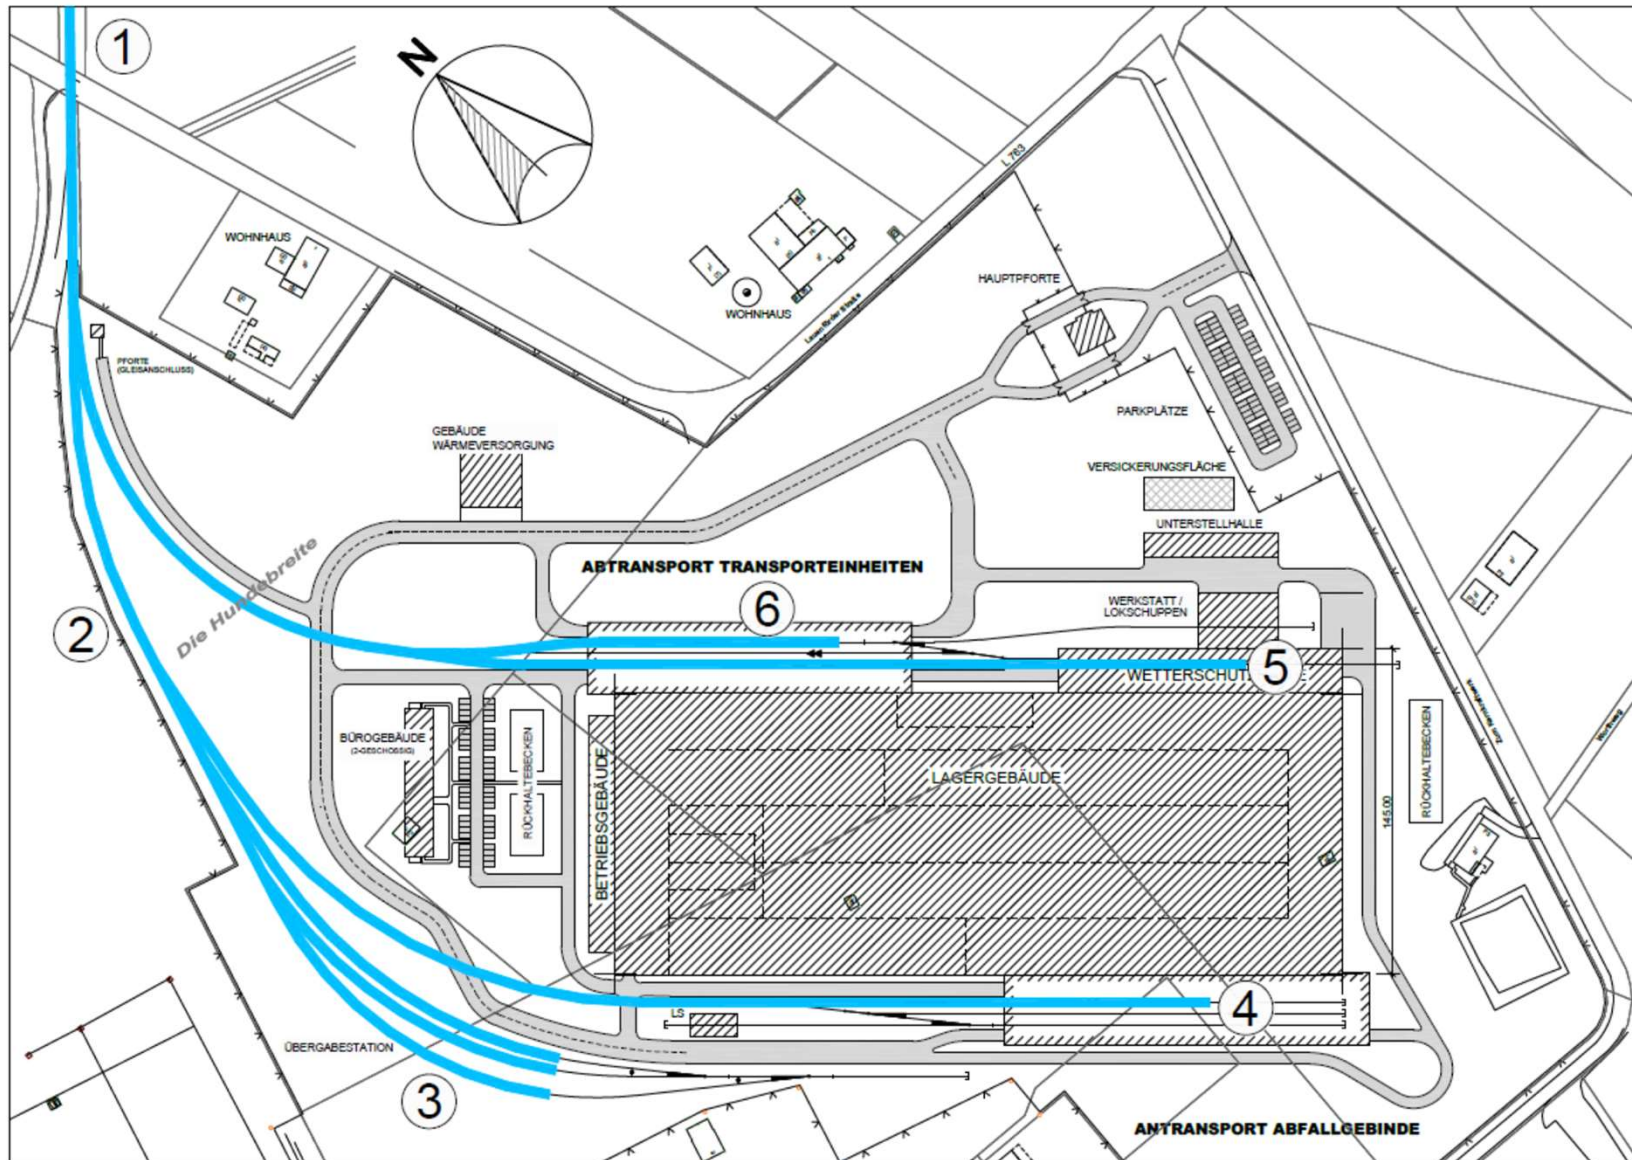 1
N
L 763
WOHNHAUS
HAUPTPFORTE
WOHNHAUS
PFORTE
(GLEISANSCHLUSS)
PARKPLÄTZE
GEBÄUDE
WÄRMEVERSORGUNG
VERSICKERUNGSFLÄCHE
UNTERSTELLHALLE
Die Hundebreite
ABTRANSPORT TRANSPORTEINHEITEN
2
6
WERKSTATT /
LOKSCHUPPEN
5
WETTERSCHUT
BÜROGEBÄUDE
(2-GESCHOSSIG)
RÜCKHALTEBECKEN
BETRIEBSGEBÄUDE
LAGERGEBÄUDE
145.00
RÜCKHALTEBECKEN
4
LS
ÜBERGABESTATION
3
ANTRANSPORT ABFALLGEBINDE